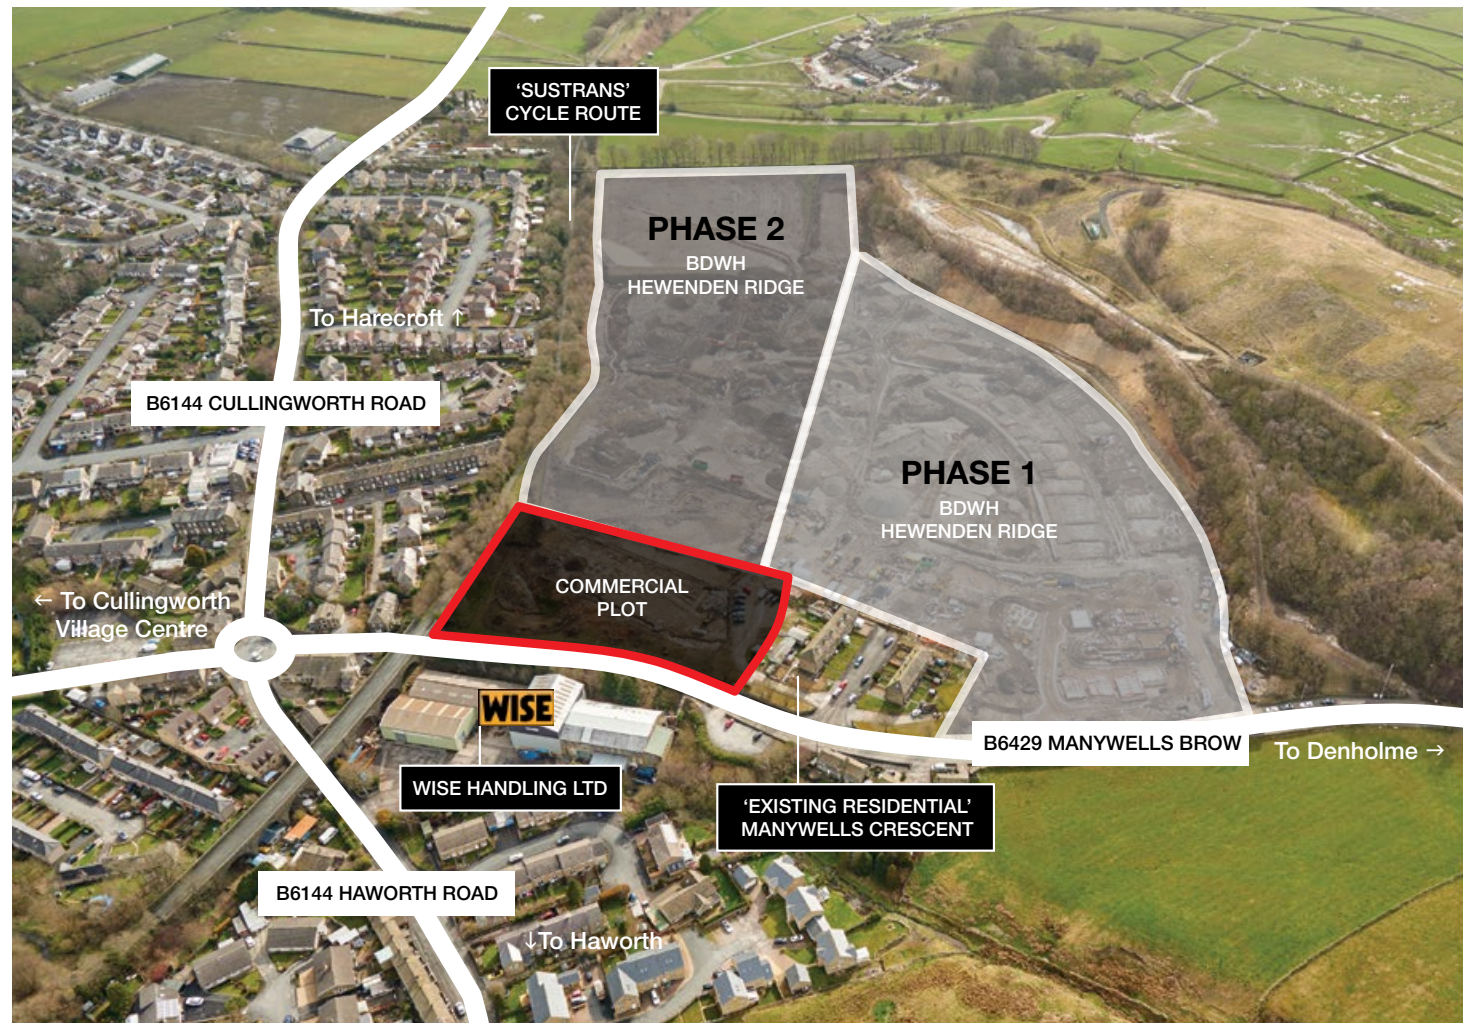 ‘SUSTRANS’
CYCLE ROUTE
PHASE 2
BDWH
HEWENDEN RIDGE
To Harecroft ↑
B6144 CULLINGWORTH ROAD
PHASE 1
BDWH
HEWENDEN RIDGE
COMMERCIAL
PLOT
← To Cullingworth
Village Centre
WISE
B6429 MANYWELLS BROW
To Denholme →
WISE HANDLING LTD
‘EXISTING RESIDENTIAL’
MANYWELLS CRESCENT
B6144 HAWORTH ROAD
↓To Haworth